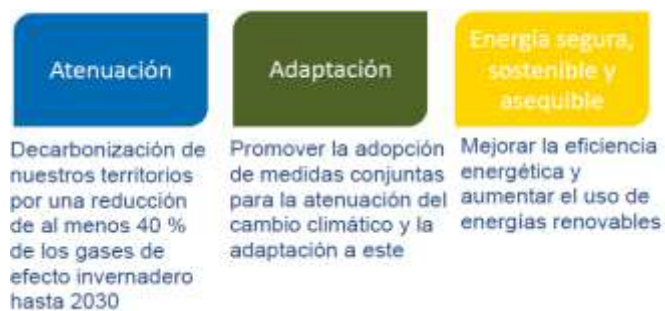 Atenuación
Decarbonización de
nuestros territorios
por una reducción
de al menos 40 %
de los gases de
efecto invernadero
hasta 2030
Adaptación
Promover la adopción
de medidas conjuntas
para la atenuación del
cambio climático y la
adaptación a este
Energía segura,
sostenible y
asequible
Mejorar la eficiencia
energética y
aumentar el uso de
energías renovables